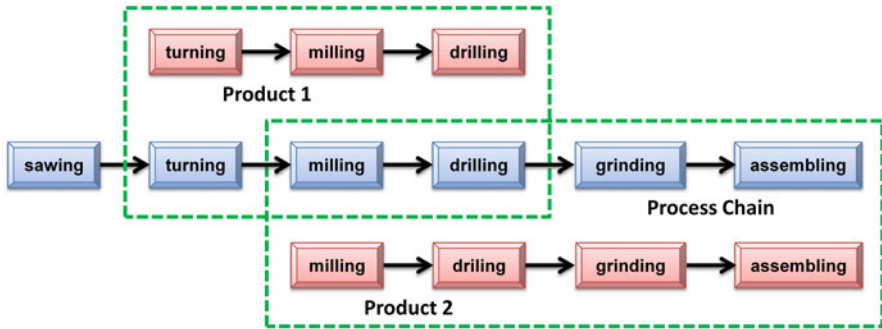 turning milling drilling
Product 1
sawing turning milling drilling grinding assembling
Process Chain
milling driling grinding assembling
Product 2